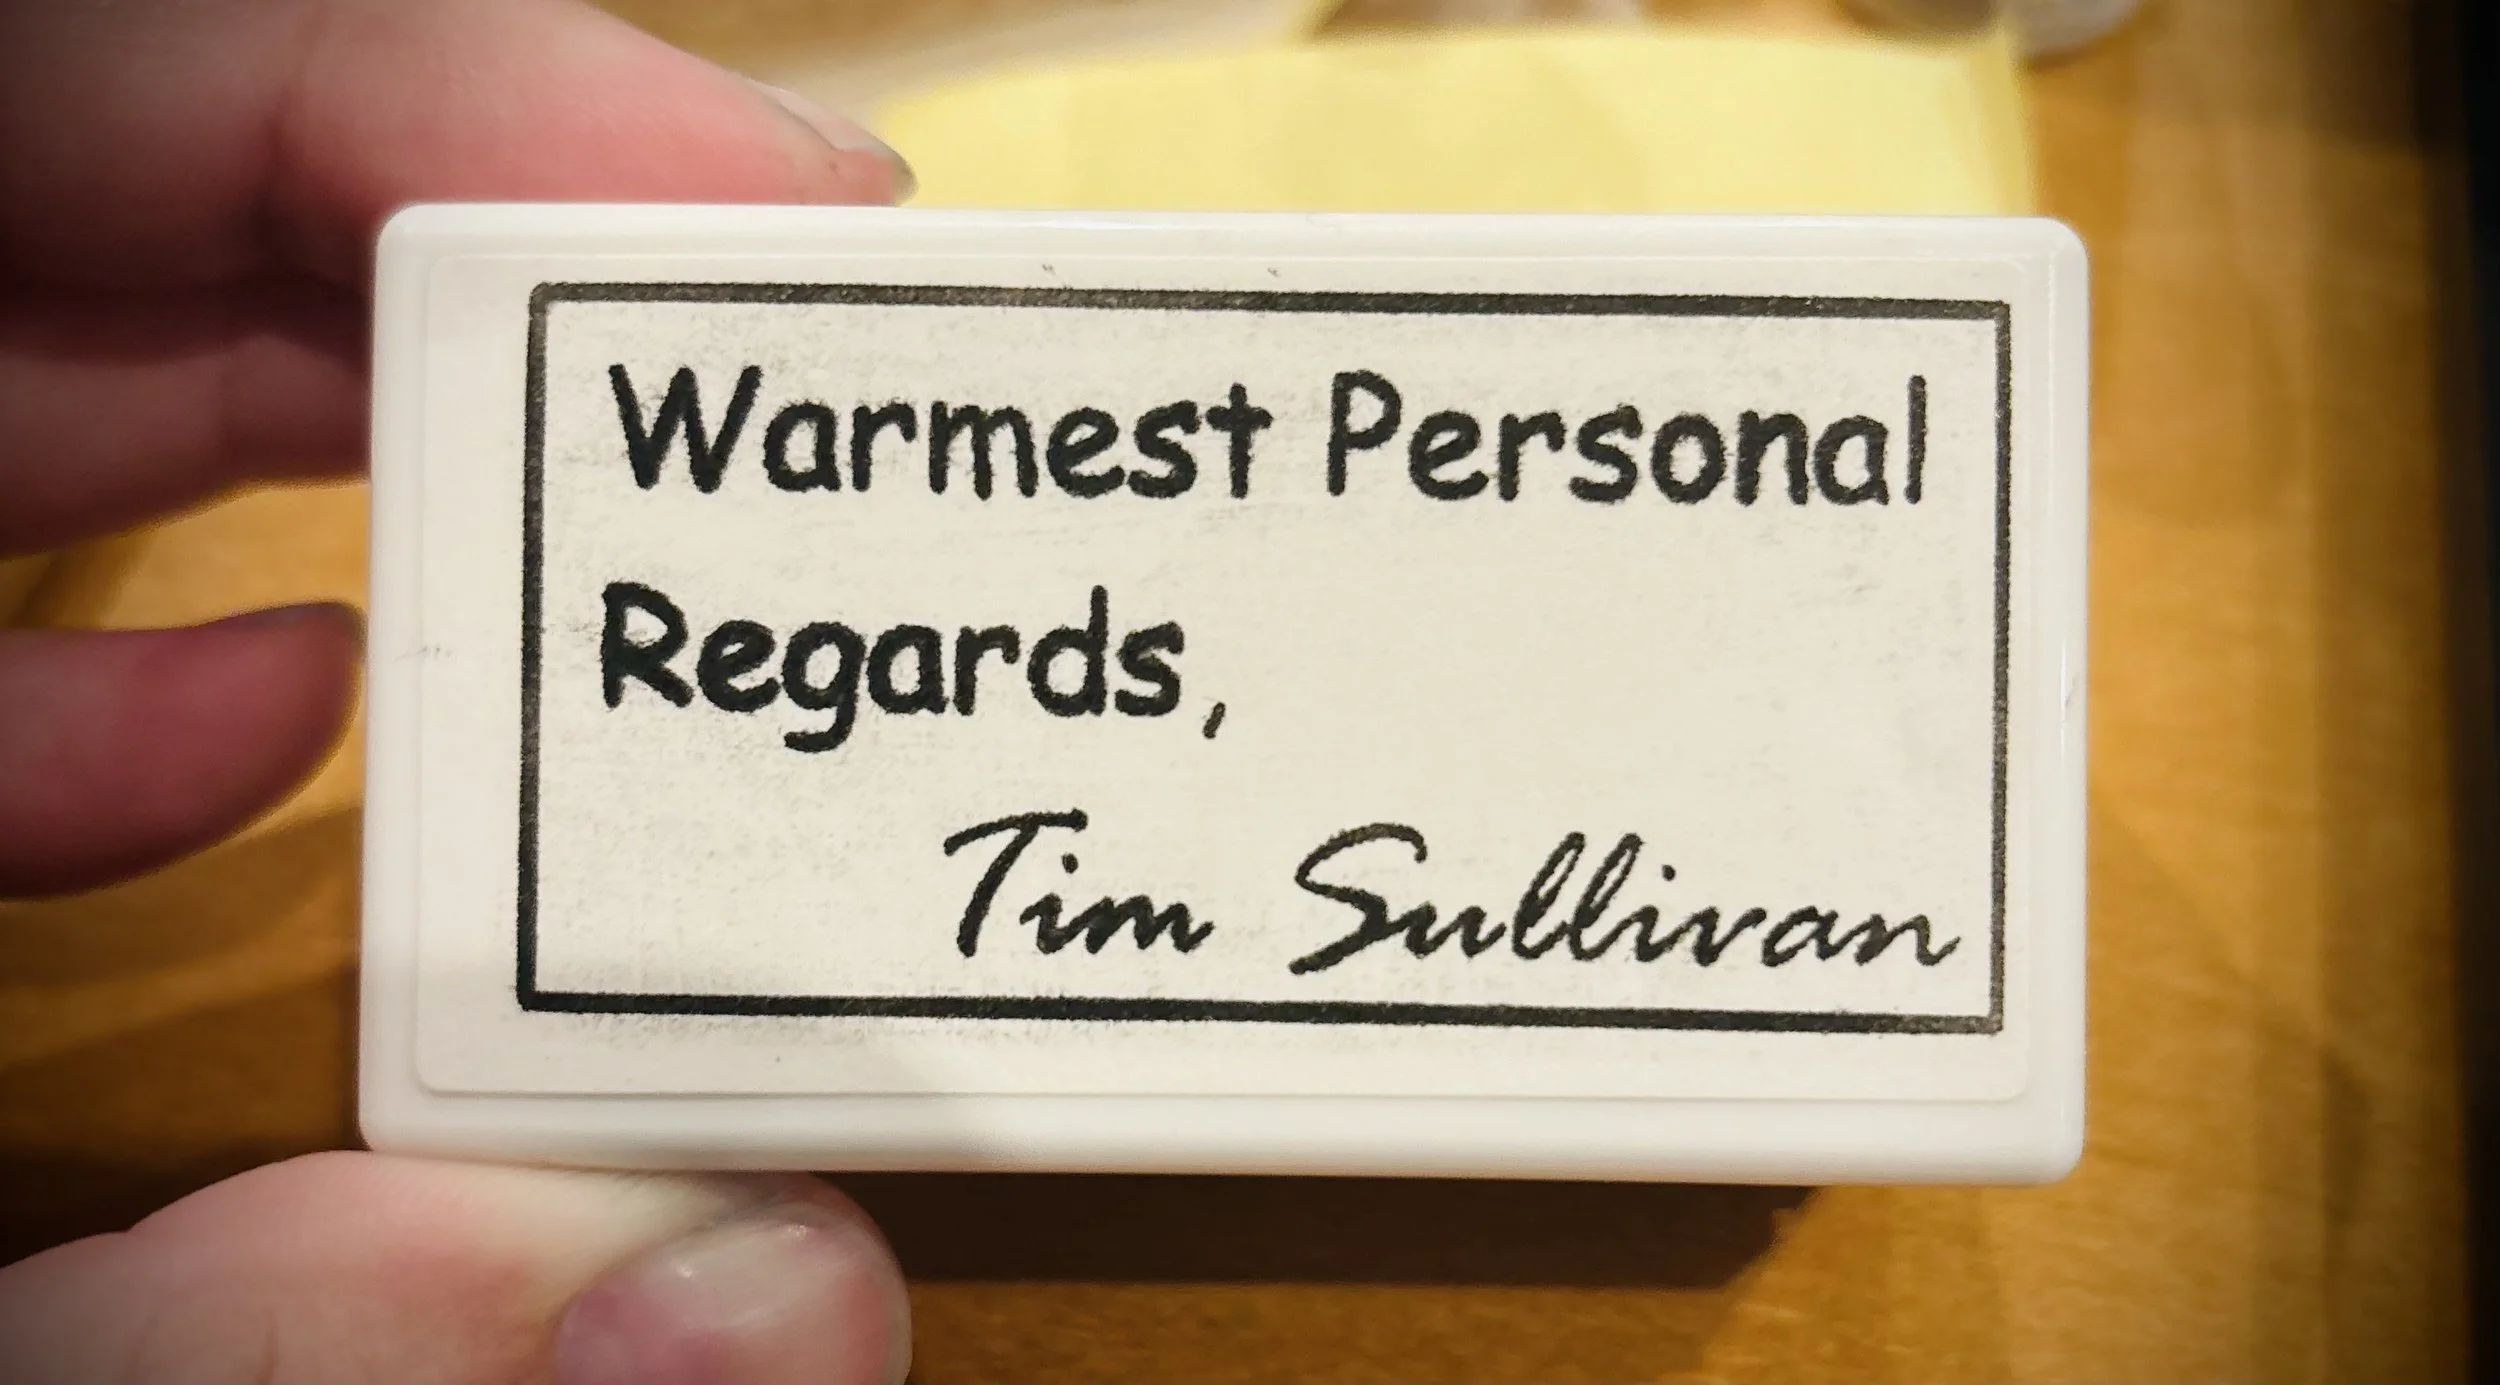 Warmest Personal
Regards,
Tim Sullivan